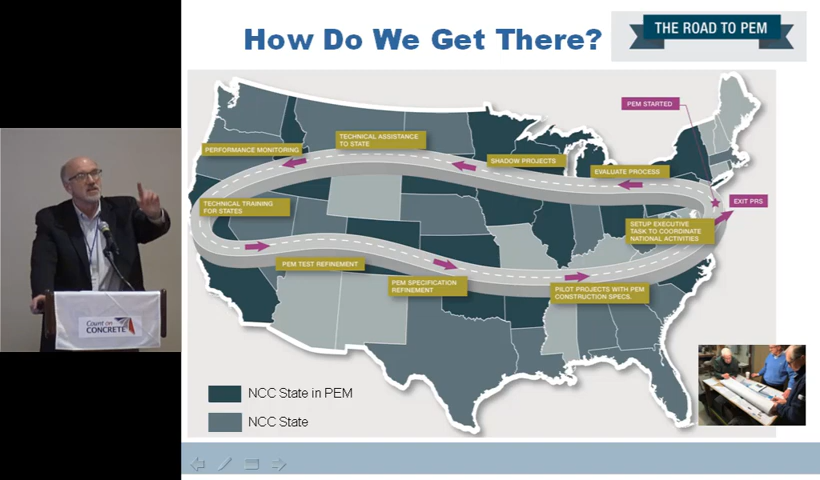 How Do We Get There?
THE ROAD TO PEM
PEM STARTED
TECHNICAL ASSISTANCE
TO STATE
PERFORMANCE MONITORING
SHADOW PROJECTS
EVALUATE PROCESS
EXIT PRS
TECHNICAL TRAINING
FOR STATES
SETUP EXECUTIVE
TASK TO COORDINATE
NATIONAL ACTIVITIES
PEM TEST REFINEMENT
PEM SPECIFICATION
REFINEMENT
PILOT PROJECTS WITH PEM
CONSTRUCTION SPECS.
Count on
CONCRETE
NCC State in PEM
NCC State